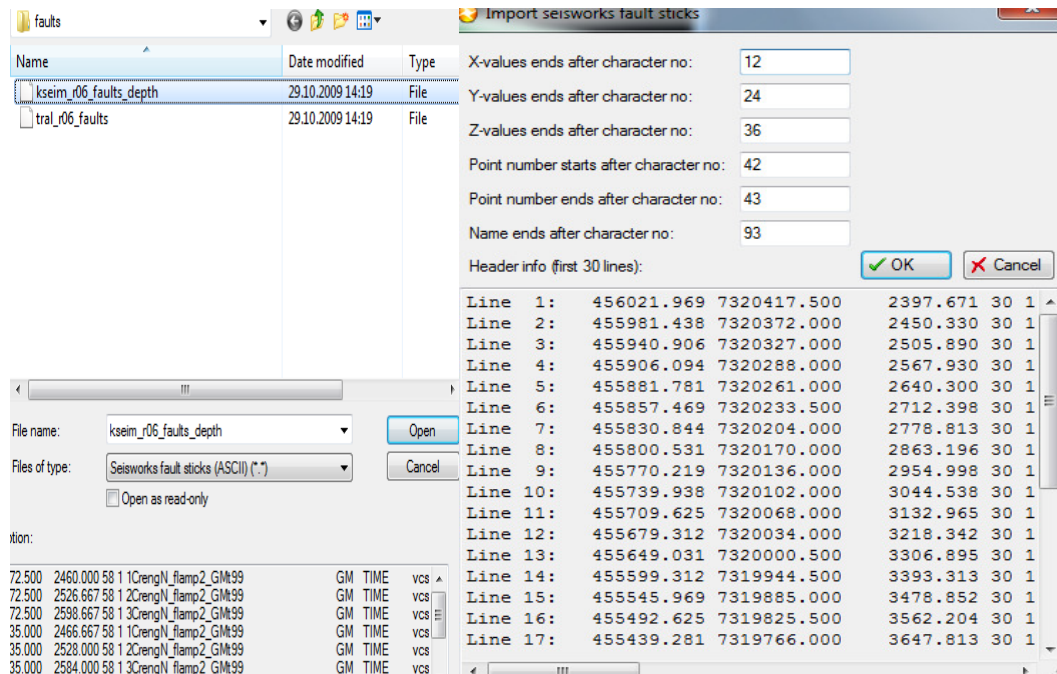 faults
Name Date modified Type
kseim_r06_faults_depth 29.10.2009 14:19 File
tral_r06_faults 29.10.2009 14:19 File
File name: kseim_r06_faults_depth Open
Files of type: Seisworks fault sticks (ASCII) (*.*) Cancel
Open as read-only
tion:
72.500 2460.000 58 1 1CrengN_flamp2_GMt99 GM TIME vcs
72.500 2526.667 58 1 2CrengN_flamp2_GMt99 GM TIME vcs
72.500 2598.667 58 1 3CrengN_flamp2_GMt99 GM TIME vcs
35.000 2466.667 58 1 1CrengN_flamp2_GMt99 GM TIME vcs
35.000 2528.000 58 1 2CrengN_flamp2_GMt99 GM TIME vcs
35.000 2584.000 58 1 3CrengN_flamp2_GMt99 GM TIME vcs
Import seisworks fault sticks
X-values ends after character no: 12
Y-values ends after character no: 24
Z-values ends after character no: 36
Point number starts after character no: 42
Point number ends after character no: 43
Name ends after character no: 93
Header info (first 30 lines): OK Cancel
Line 1: 456021.969 7320417.500 2397.671 30 1
Line 2: 455981.438 7320372.000 2450.330 30 1
Line 3: 455940.906 7320327.000 2505.890 30 1
Line 4: 455906.094 7320288.000 2567.930 30 1
Line 5: 455881.781 7320261.000 2640.300 30 1
Line 6: 455857.469 7320233.500 2712.398 30 1
Line 7: 455830.844 7320204.000 2778.813 30 1
Line 8: 455800.531 7320170.000 2863.196 30 1
Line 9: 455770.219 7320136.000 2954.998 30 1
Line 10: 455739.938 7320102.000 3044.538 30 1
Line 11: 455709.625 7320068.000 3132.965 30 1
Line 12: 455679.312 7320034.000 3218.342 30 1
Line 13: 455649.031 7320000.500 3306.895 30 1
Line 14: 455599.312 7319944.500 3393.313 30 1
Line 15: 455545.969 7319885.000 3478.852 30 1
Line 16: 455492.625 7319825.500 3562.204 30 1
Line 17: 455439.281 7319766.000 3647.813 30 1